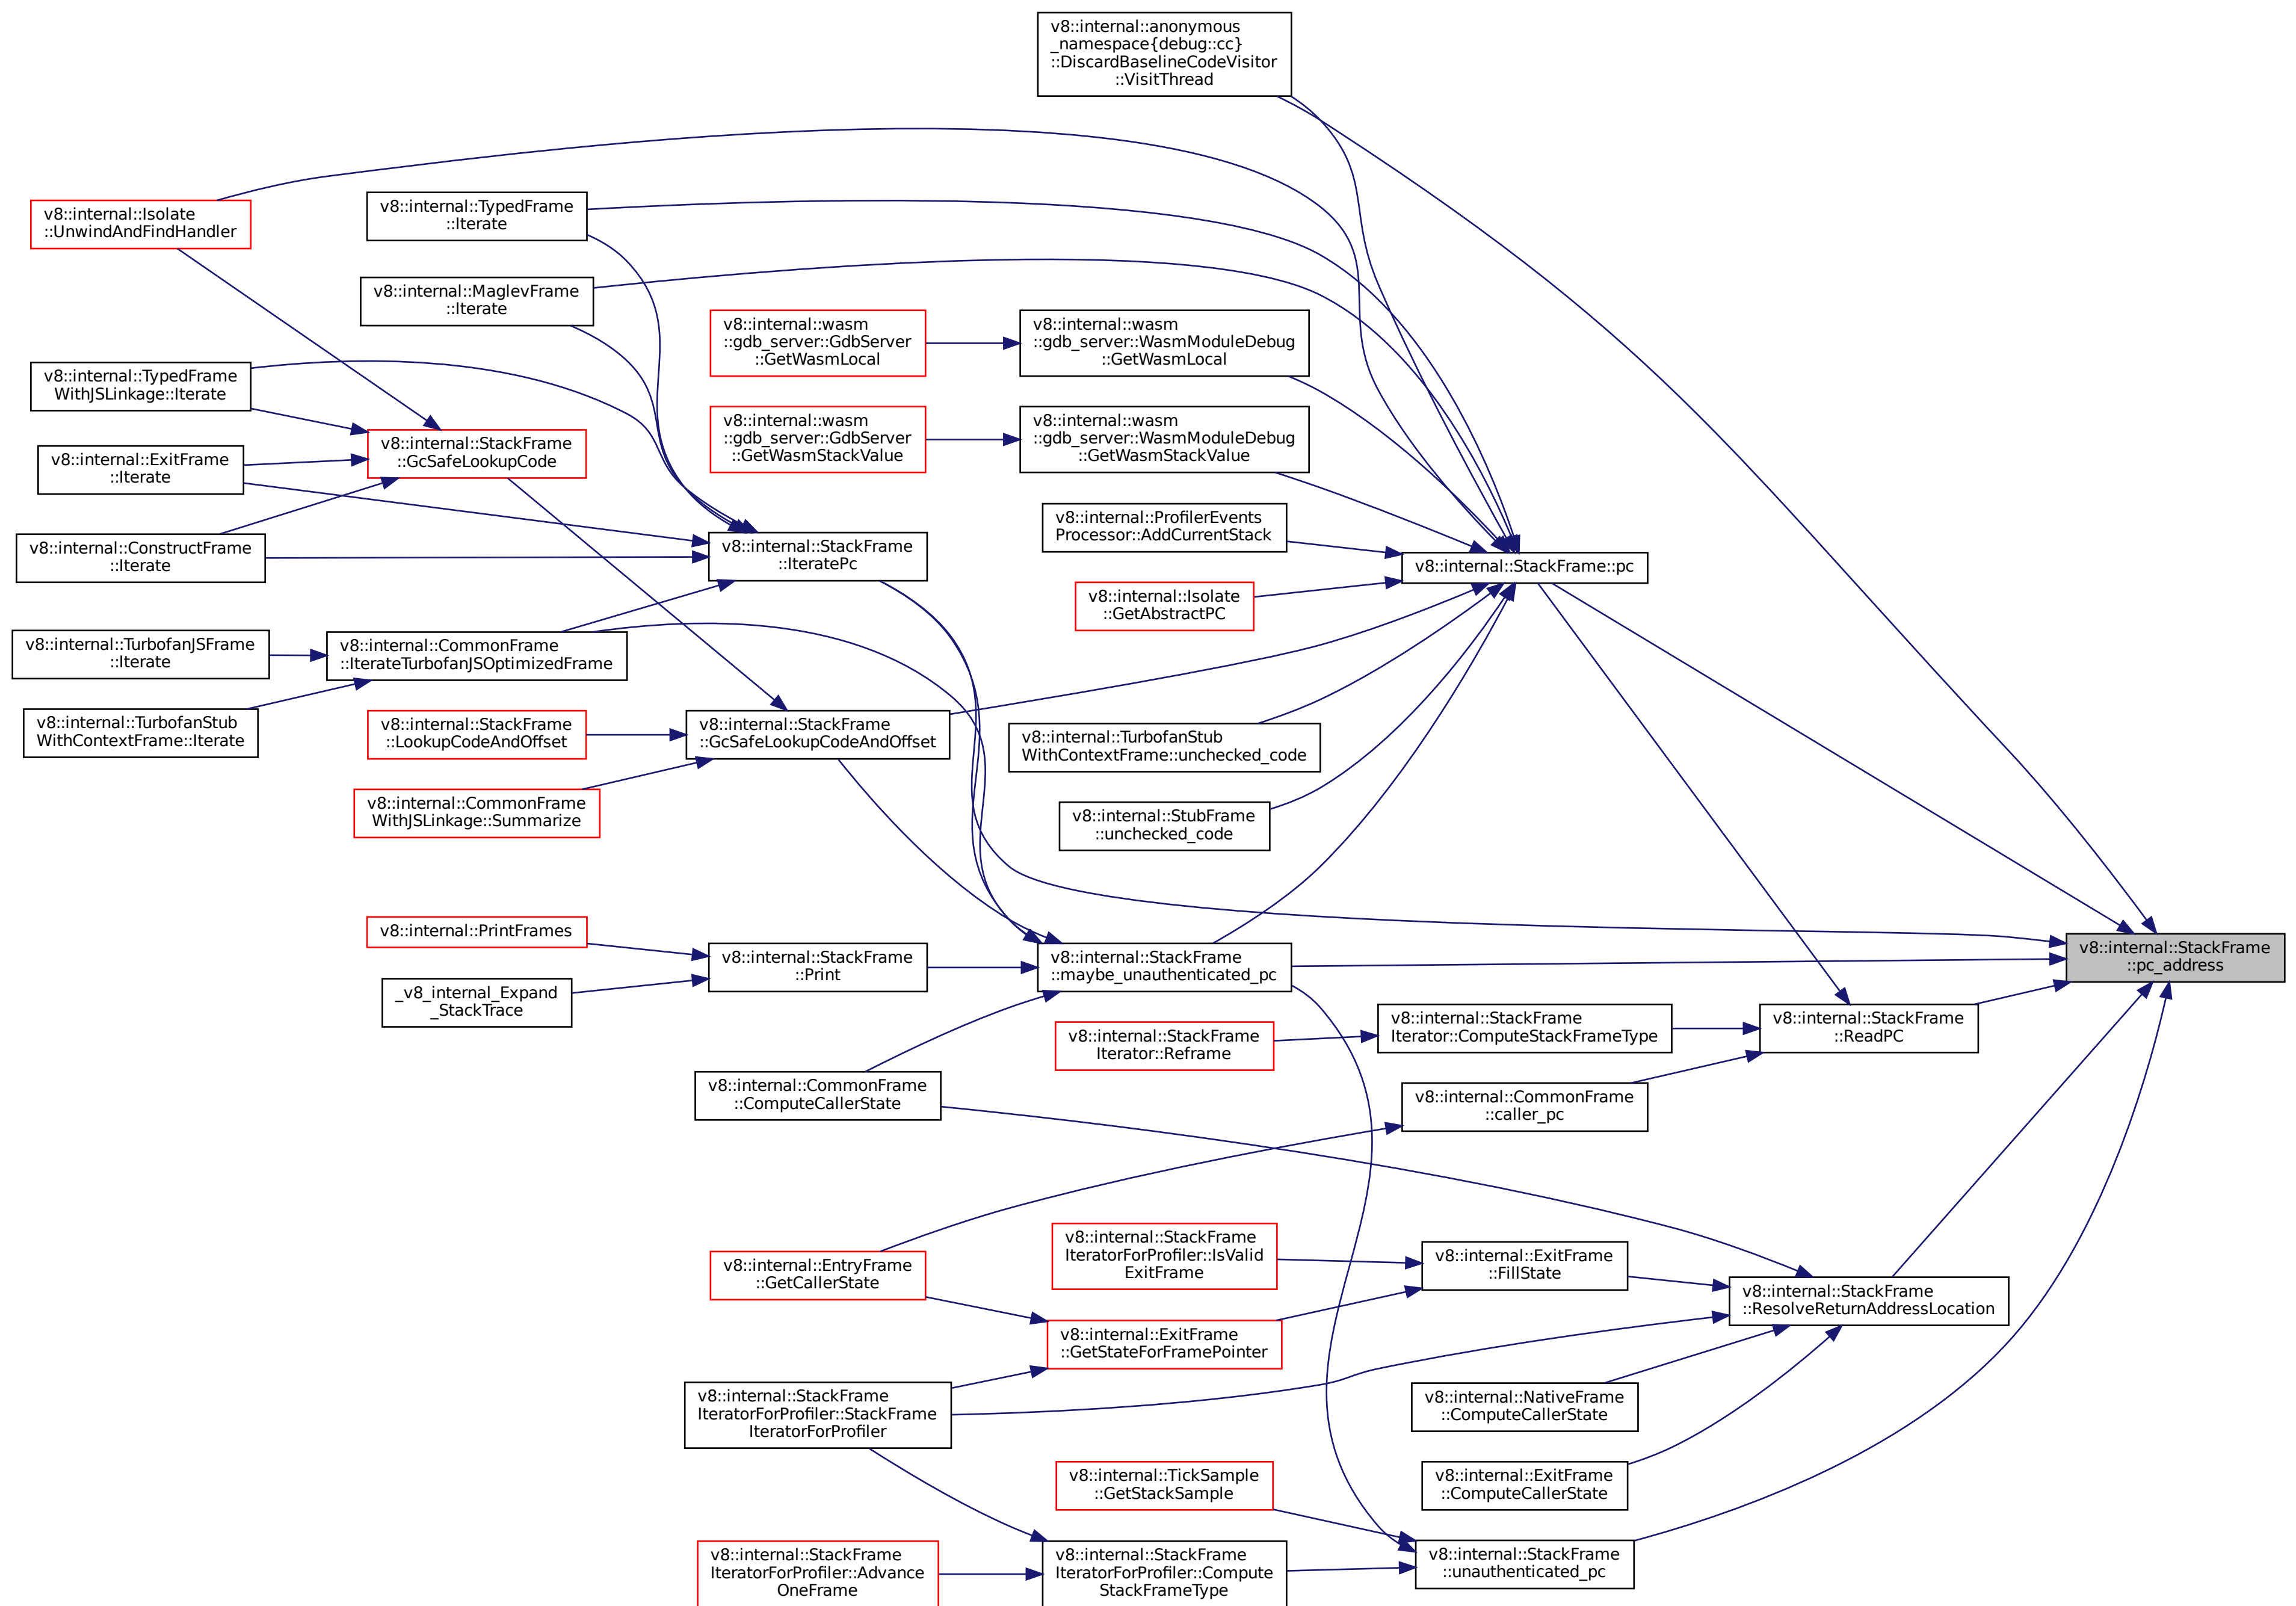 v8::internal::anonymous
_namespace{debug::cc}
::DiscardBaselineCodeVisitor
::VisitThread
v8::internal::Isolate
::UnwindAndFindHandler
v8::internal::TypedFrame
::Iterate
v8::internal::MaglevFrame
::Iterate
v8::internal::wasm
::gdb_server::GdbServer
::GetWasmLocal
v8::internal::wasm
::gdb_server::WasmModuleDebug
::GetWasmLocal
v8::internal::TypedFrame
WithJSLinkage::Iterate
v8::internal::wasm
::gdb_server::GdbServer
::GetWasmStackValue
v8::internal::wasm
::gdb_server::WasmModuleDebug
::GetWasmStackValue
v8::internal::StackFrame
::GcSafeLookupCode
v8::internal::ExitFrame
::Iterate
v8::internal::ProfilerEvents
Processor::AddCurrentStack
v8::internal::ConstructFrame
::Iterate
v8::internal::StackFrame
::IteratePc
v8::internal::StackFrame::pc
v8::internal::Isolate
::GetAbstractPC
v8::internal::TurbofanJSFrame
::Iterate
v8::internal::CommonFrame
::IterateTurbofanJSOptimizedFrame
v8::internal::TurbofanStub
WithContextFrame::Iterate
v8::internal::StackFrame
::LookupCodeAndOffset
v8::internal::StackFrame
::GcSafeLookupCodeAndOffset
v8::internal::TurbofanStub
WithContextFrame::unchecked_code
v8::internal::CommonFrame
WithJSLinkage::Summarize
v8::internal::StubFrame
::unchecked_code
v8::internal::PrintFrames
v8::internal::StackFrame
::Print
v8::internal::StackFrame
::maybe_unauthenticated_pc
v8::internal::StackFrame
::pc_address
_v8_internal_Expand
_StackTrace
v8::internal::StackFrame
Iterator::Reframe
v8::internal::StackFrame
Iterator::ComputeStackFrameType
v8::internal::StackFrame
::ReadPC
v8::internal::CommonFrame
::ComputeCallerState
v8::internal::CommonFrame
::caller_pc
v8::internal::EntryFrame
::GetCallerState
v8::internal::StackFrame
IteratorForProfiler::IsValid
ExitFrame
v8::internal::ExitFrame
::FillState
v8::internal::StackFrame
::ResolveReturnAddressLocation
v8::internal::ExitFrame
::GetStateForFramePointer
v8::internal::StackFrame
IteratorForProfiler::StackFrame
IteratorForProfiler
v8::internal::NativeFrame
::ComputeCallerState
v8::internal::TickSample
::GetStackSample
v8::internal::ExitFrame
::ComputeCallerState
v8::internal::StackFrame
IteratorForProfiler::Advance
OneFrame
v8::internal::StackFrame
IteratorForProfiler::Compute
StackFrameType
v8::internal::StackFrame
::unauthenticated_pc